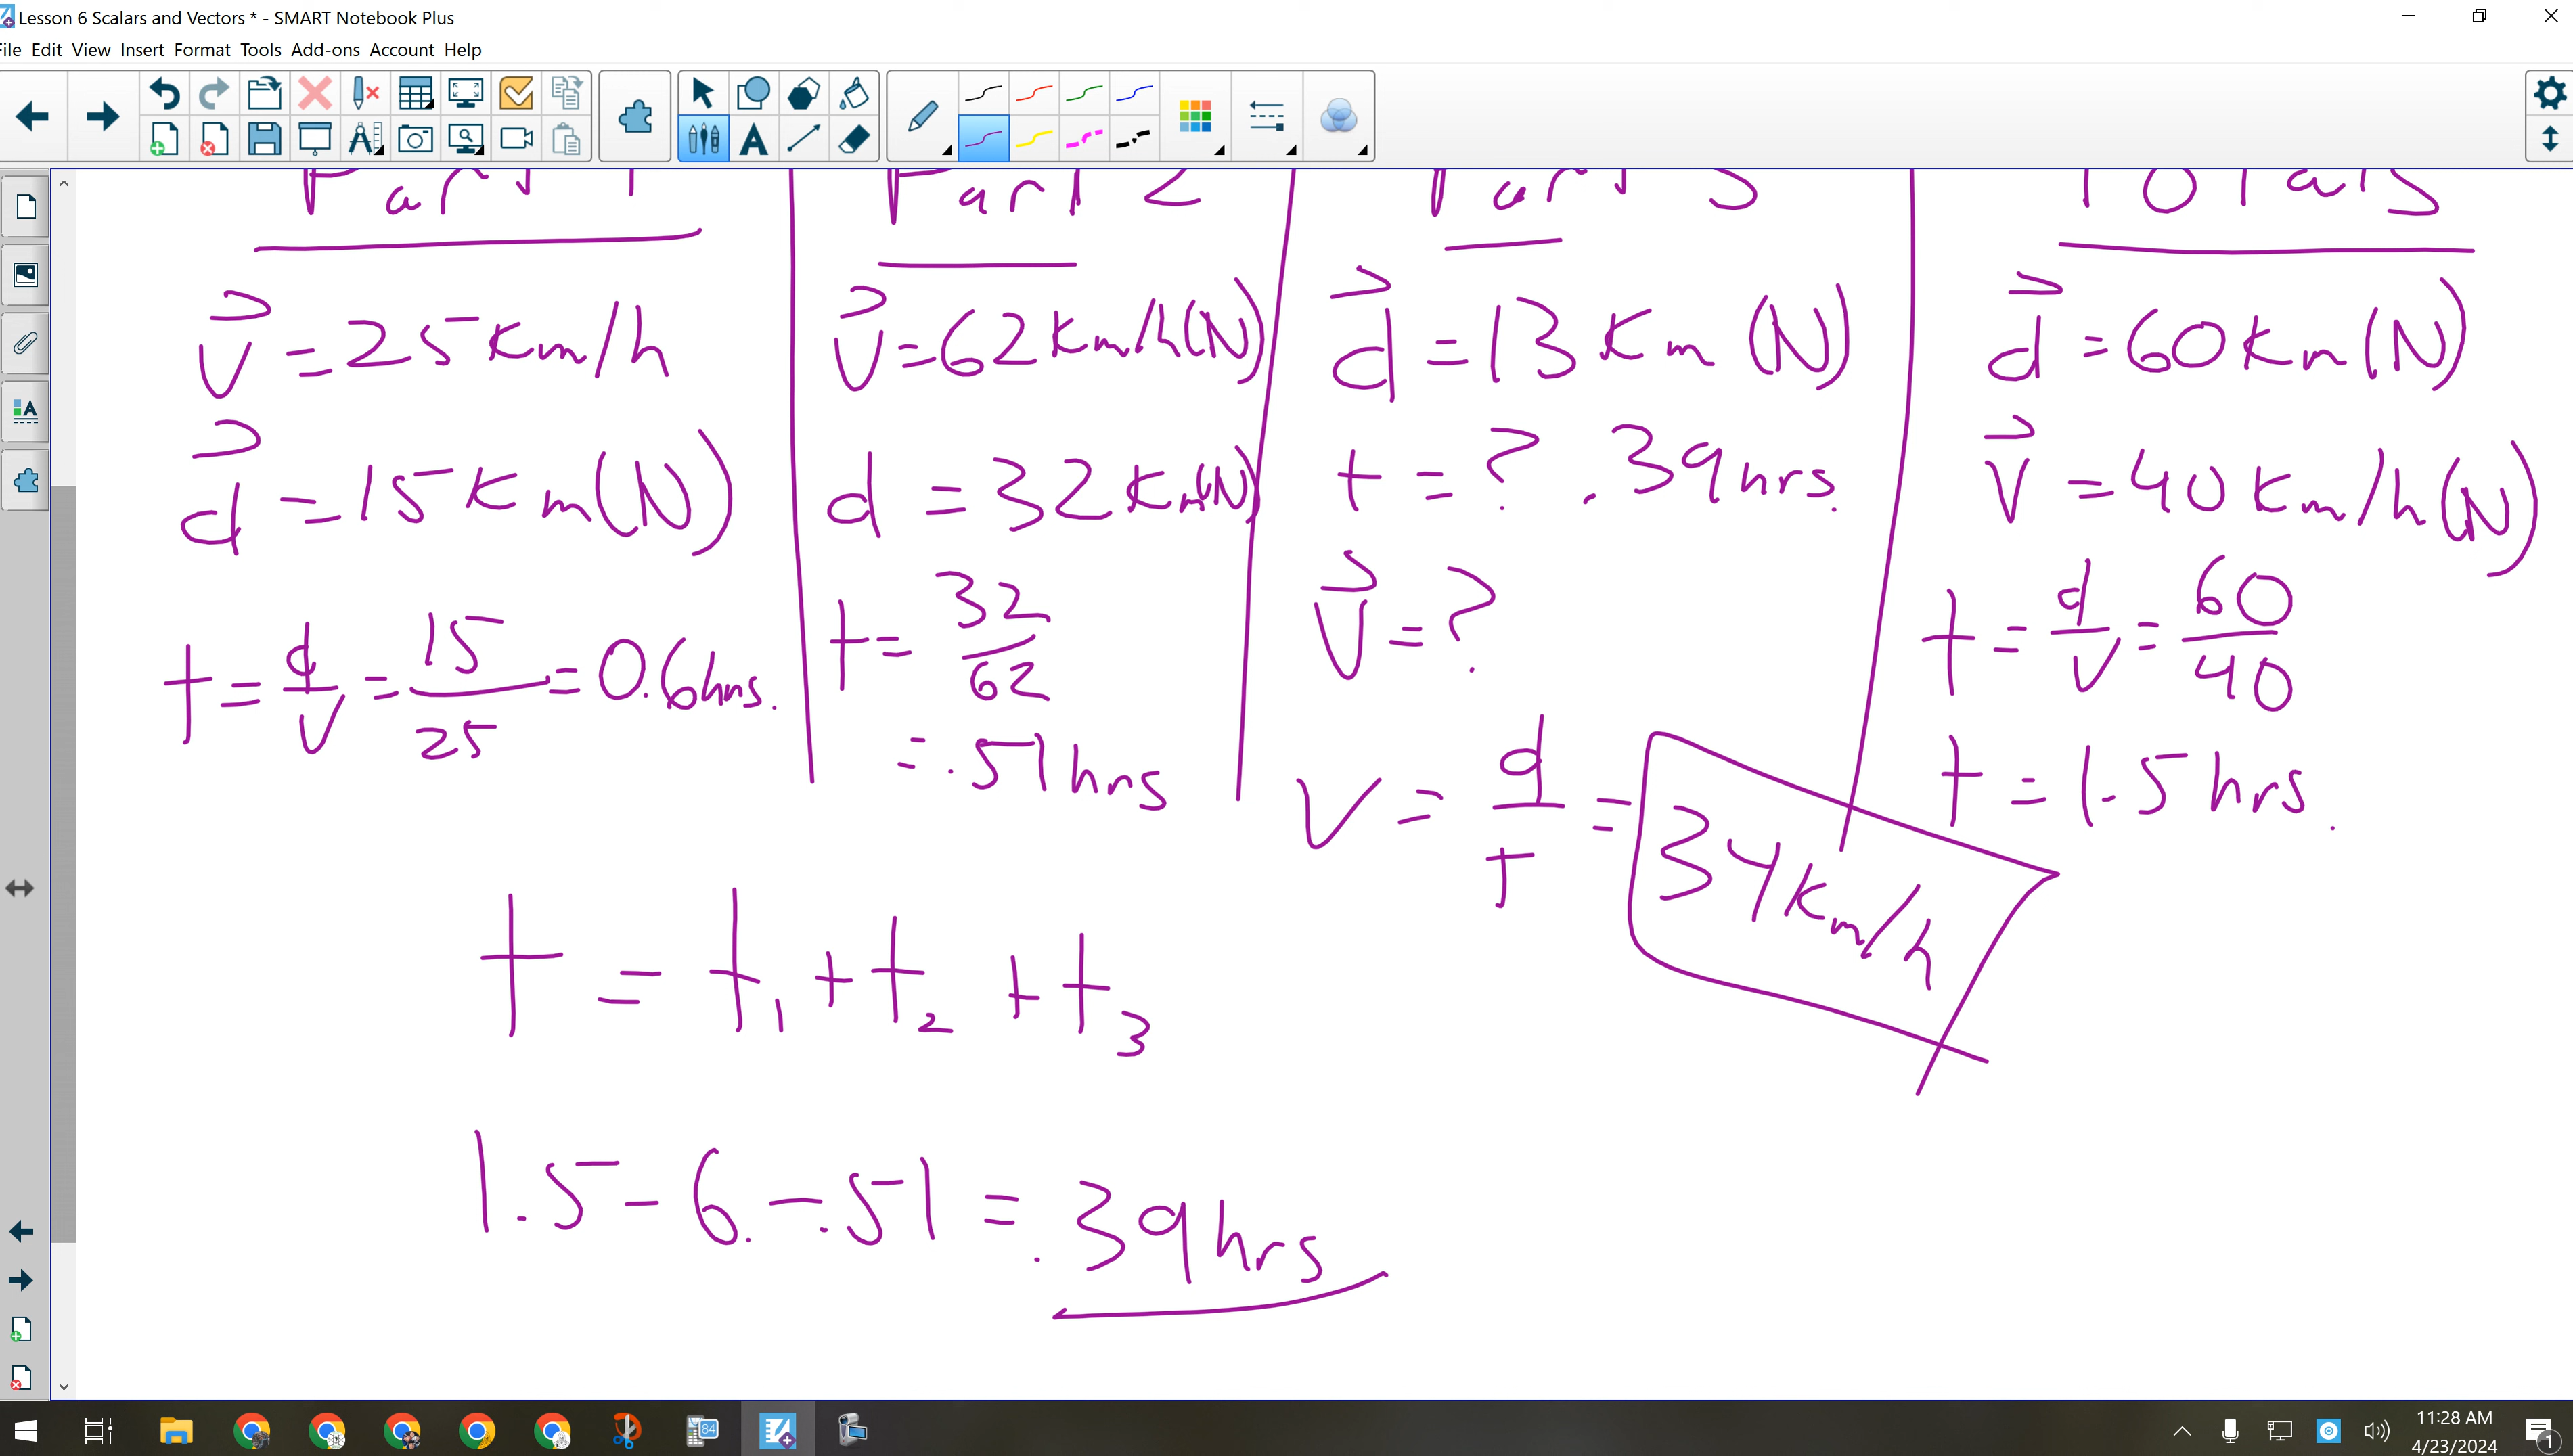 Lesson 6 Scalars and Vectors * - SMART Notebook Plus
File Edit View Insert Format Tools Add-ons Account Help
Part 1
v = 25 km/h
d = 15 km (N)
t = d/v = 15/25 = 0.6 hrs.
Part 2
v = 62 km/h (N)
d = 32 km (N)
t = 32/62
= .51 hrs
Part 3
d = 13 km (N)
t = ? .39 hrs.
v = ?
v = d/t = 34 km/h
Totals
d = 60 km (N)
v = 40 km/h (N)
t = d/v = 60/40
t = 1.5 hrs.
t = t1 + t2 + t3
1.5 - 6. - .51 = .39 hrs
84
11:28 AM
4/23/2024
1